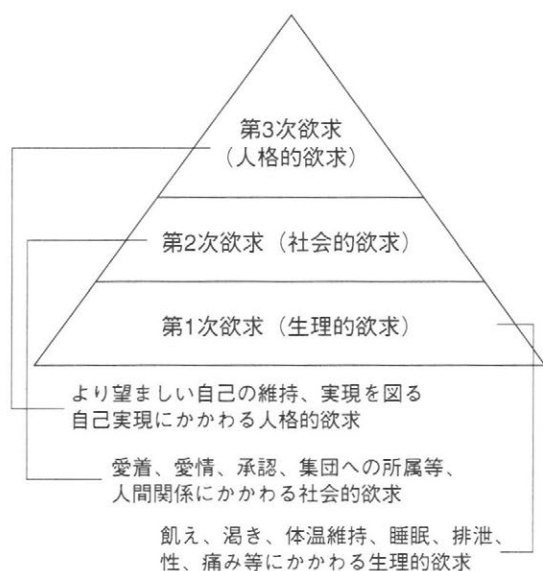 第3次欲求
(人格的欲求)
第2次欲求（社会的欲求）
第1次欲求（生理的欲求）
より望ましい自己の維持、実現を図る
自己実現にかかわる人格的欲求
愛着、愛情、承認、集団への所属等、
人間関係にかかわる社会的欲求
飢え、渇き、体温維持、睡眠、排泄、
性、痛み等にかかわる生理的欲求